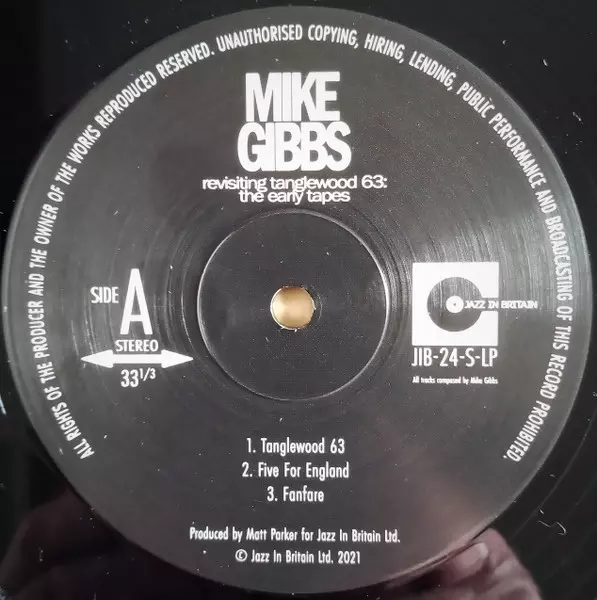 ALL RIGHTS OF THE PRODUCER AND THE OWNER OF THE WORKS REPRODUCED RESERVED. UNAUTHORISED COPYING, HIRING, LENDING, PUBLIC PERFORMANCE AND BROADCASTING OF THIS RECORD PROHIBITED.
MIKE
GIBBS
revisiting tanglewood 63:
the early tapes
SIDE A
STEREO
33 1/3
JAZZ IN BRITAIN
JIB-24-S-LP
All tracks composed by Mike Gibbs
1. Tanglewood 63
2. Five For England
3. Fanfare
Produced by Matt Parker for Jazz In Britain Ltd.
© Jazz In Britain Ltd. 2021